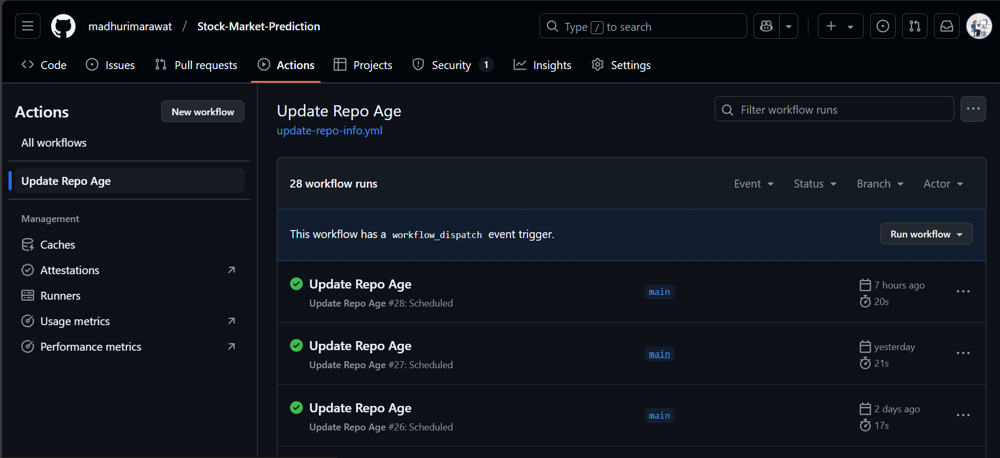 madhurimarawat / Stock-Market-Prediction
Type / to search
Code Issues Pull requests Actions Projects Security 1 Insights Settings
Actions
New workflow
All workflows
Update Repo Age
Management
Caches
Attestations
Runners
Usage metrics
Performance metrics
Update Repo Age
update-repo-info.yml
Filter workflow runs
28 workflow runs
Event Status Branch Actor
This workflow has a workflow_dispatch event trigger.
Run workflow
Update Repo Age
Update Repo Age #28: Scheduled
main
7 hours ago
20s
Update Repo Age
Update Repo Age #27: Scheduled
main
yesterday
21s
Update Repo Age
Update Repo Age #26: Scheduled
main
2 days ago
17s